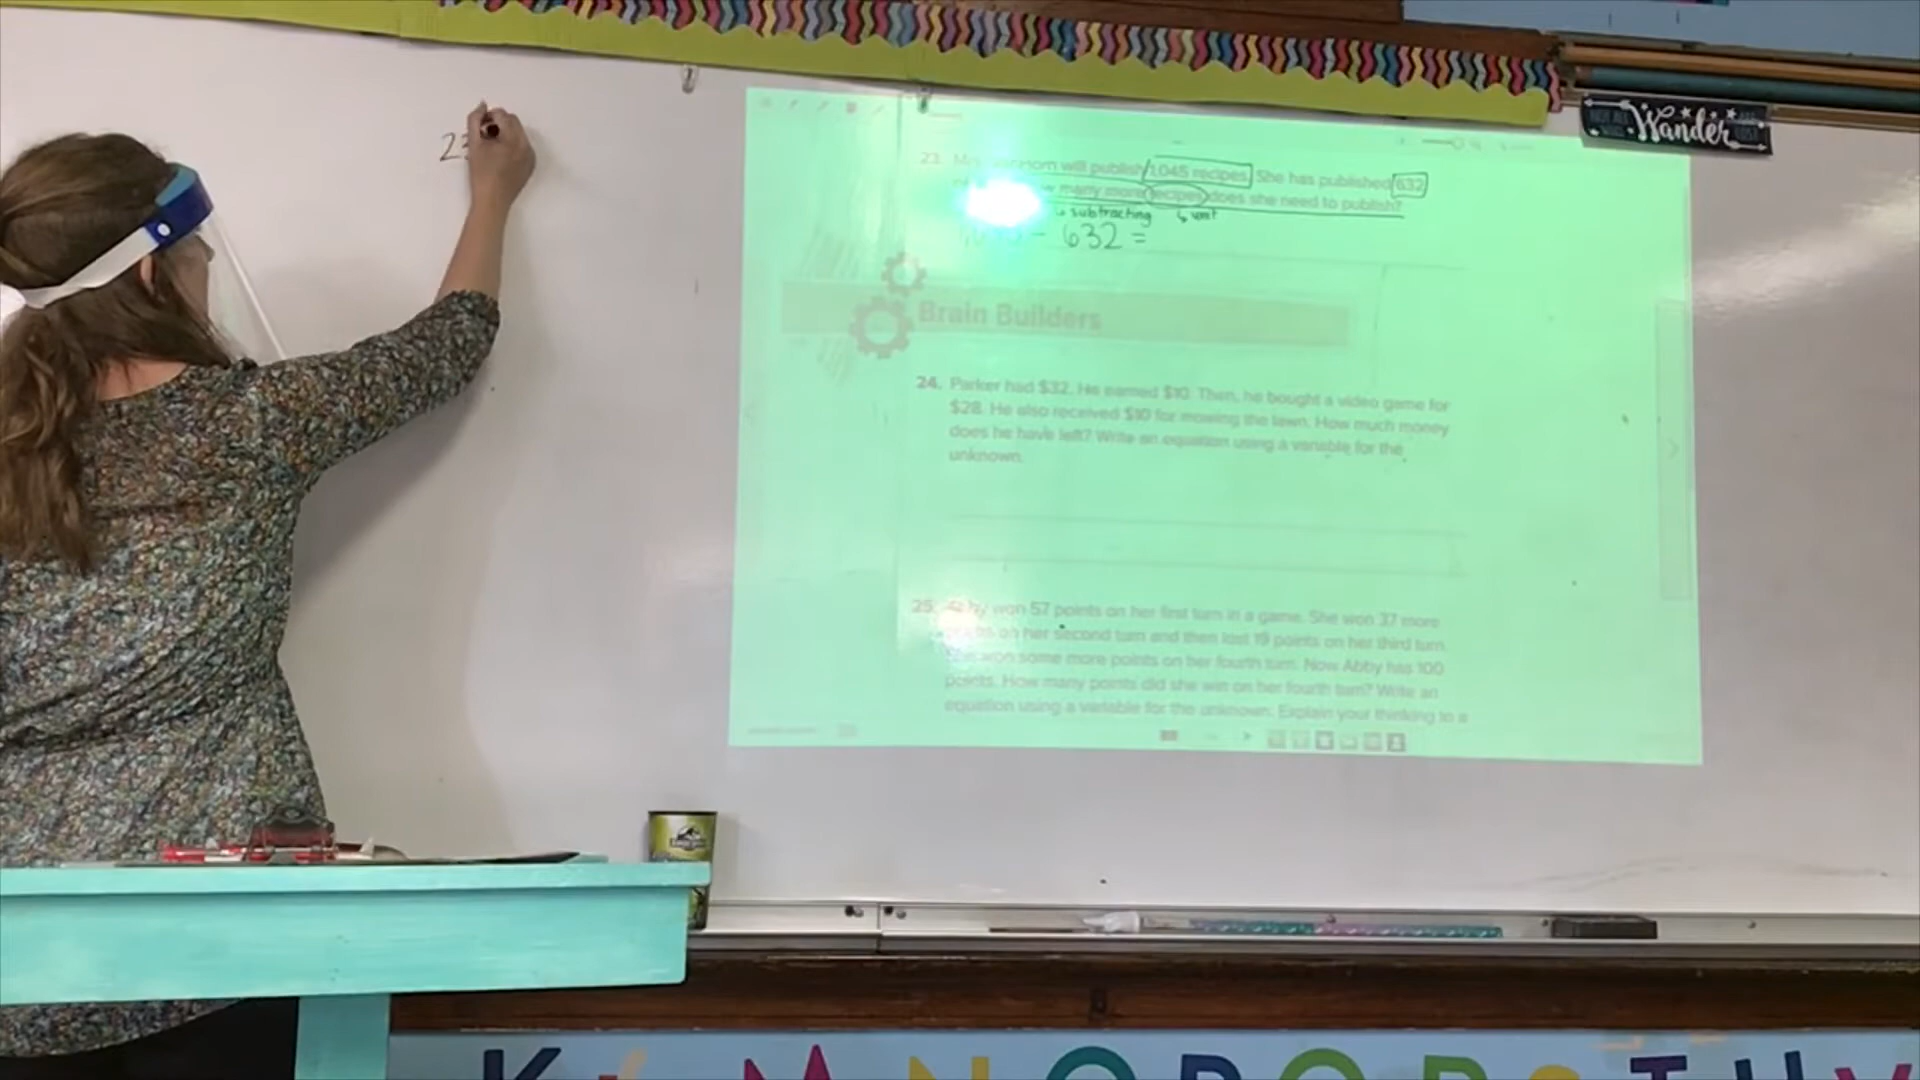 Wander
23
23. will publish 1,045 recipes. She has published 632
many more recipes does she need to publish?
subtracting unit
- 632 =
Brain Builders
24. Parker had $32. He earned $10. Then, he bought a video game for
$28. He also received $10 for mowing the lawn. How much money
does he have left? Write an equation using a variable for the
unknown.
25. won 57 points on her first turn in a game. She won 37 more
on her second turn and then lost 19 points on her third turn.
won some more points on her fourth turn. Now Abby has 100
points. How many points did she win on her fourth turn? Write an
equation using a variable for the unknown. Explain your thinking to a